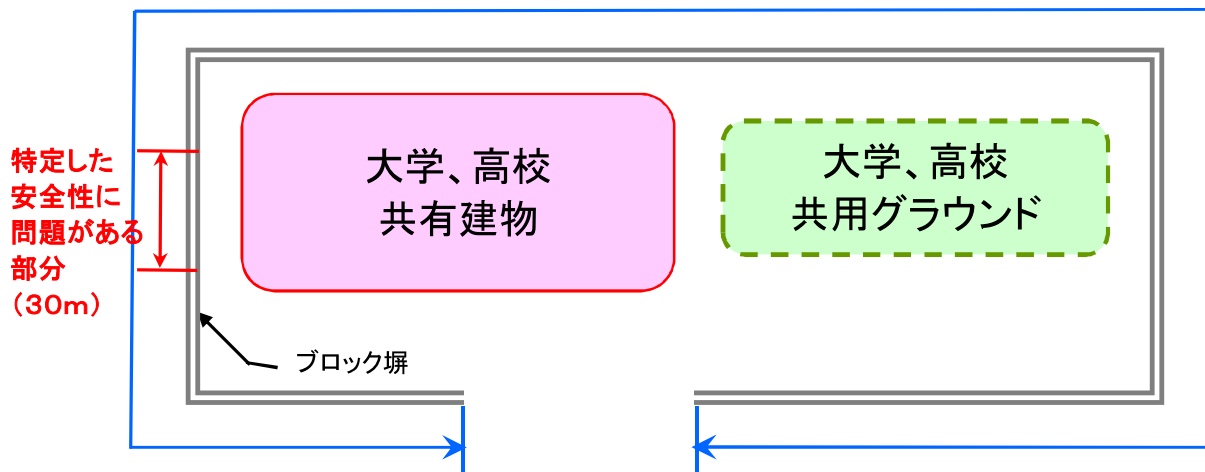 特定した
安全性に
問題がある
部分
（３０ｍ）
大学、高校
共有建物
大学、高校
共用グラウンド
ブロック塀